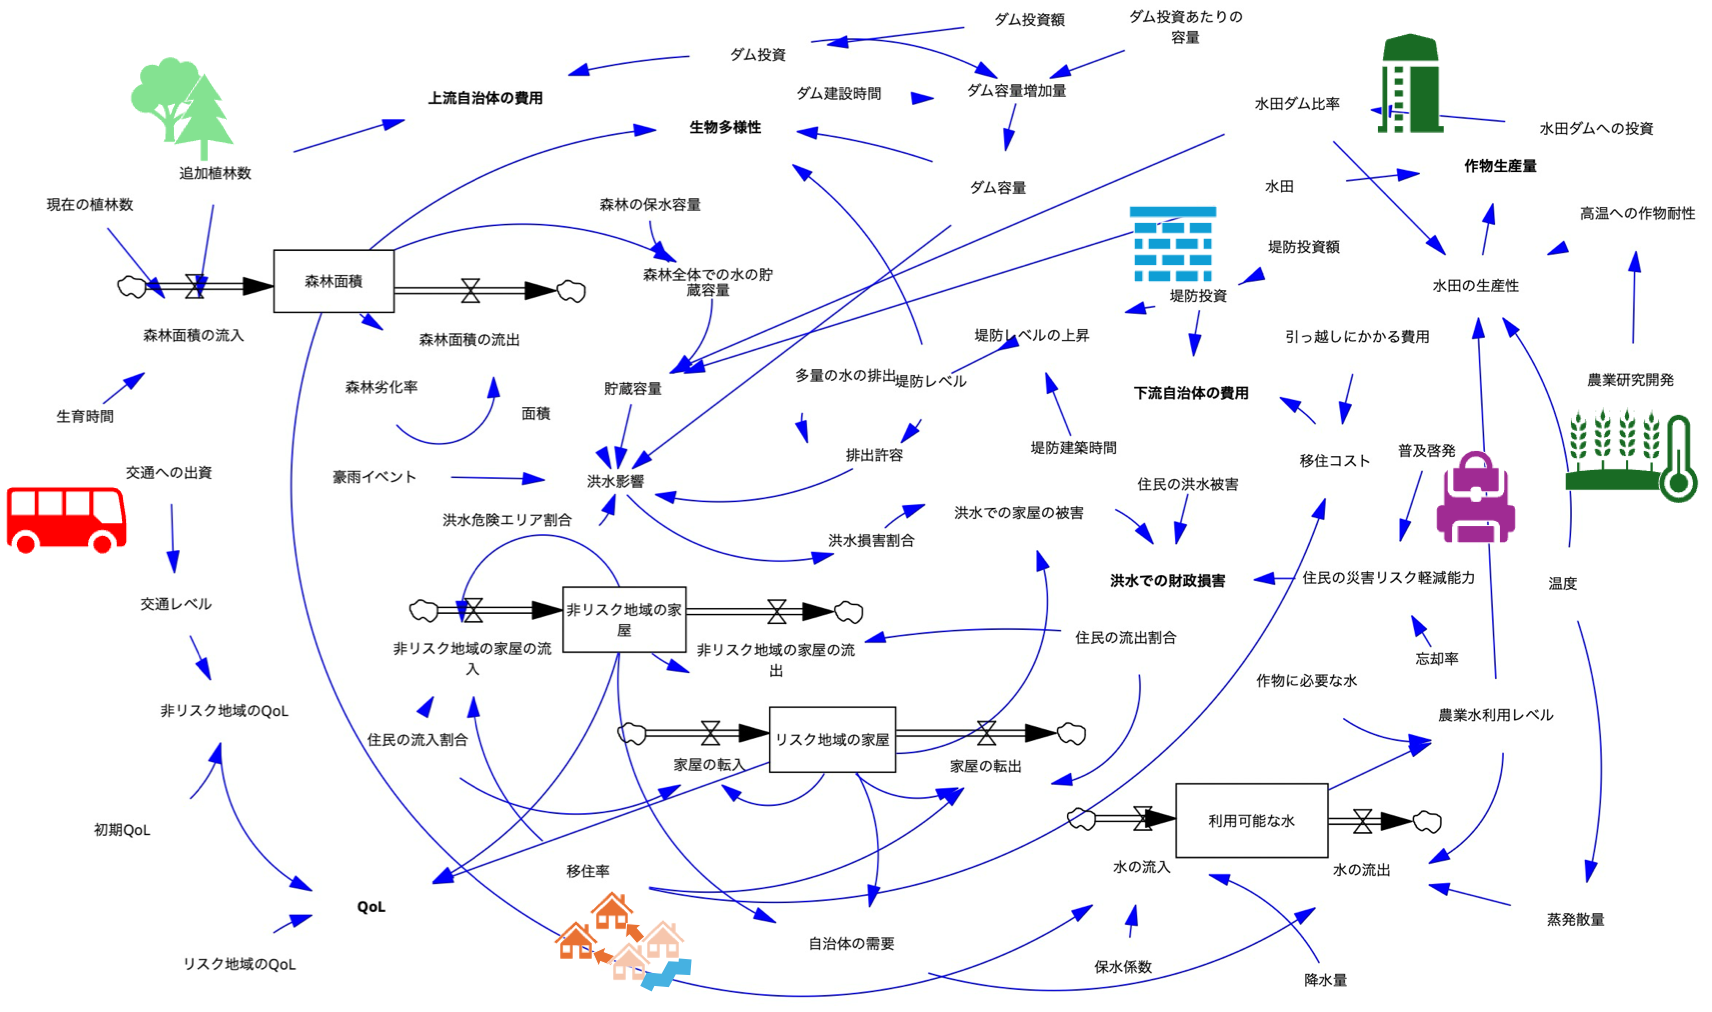 ダム投資額
ダム投資あたりの
容量
ダム投資
上流自治体の費用
ダム建設時間
ダム容量増加量
水田ダム比率
水田ダムへの投資
生物多様性
作物生産量
追加植林数
現在の植林数
森林の保水容量
ダム容量
水田
高温への作物耐性
堤防投資額
森林面積
森林全体での水の貯
蔵容量
水田の生産性
堤防投資
森林面積の流入
森林面積の流出
堤防レベルの上昇
引っ越しにかかる費用
多量の水の排出
堤防レベル
農業研究開発
森林劣化率
貯蔵容量
下流自治体の費用
生育時間
面積
堤防建築時間
排出許容
普及啓発
移住コスト
交通への出資
豪雨イベント
洪水影響
住民の洪水被害
洪水危険エリア割合
洪水での家屋の被害
洪水損害割合
洪水での財政損害
住民の災害リスク軽減能力
温度
交通レベル
非リスク地域の家
屋
非リスク地域の家屋の流
入
非リスク地域の家屋の流
出
住民の流出割合
忘却率
作物に必要な水
非リスク地域のQoL
農業水利用レベル
住民の流入割合
リスク地域の家屋
家屋の転入
家屋の転出
初期QoL
利用可能な水
水の流入
水の流出
移住率
QoL
蒸発散量
自治体の需要
リスク地域のQoL
保水係数
降水量